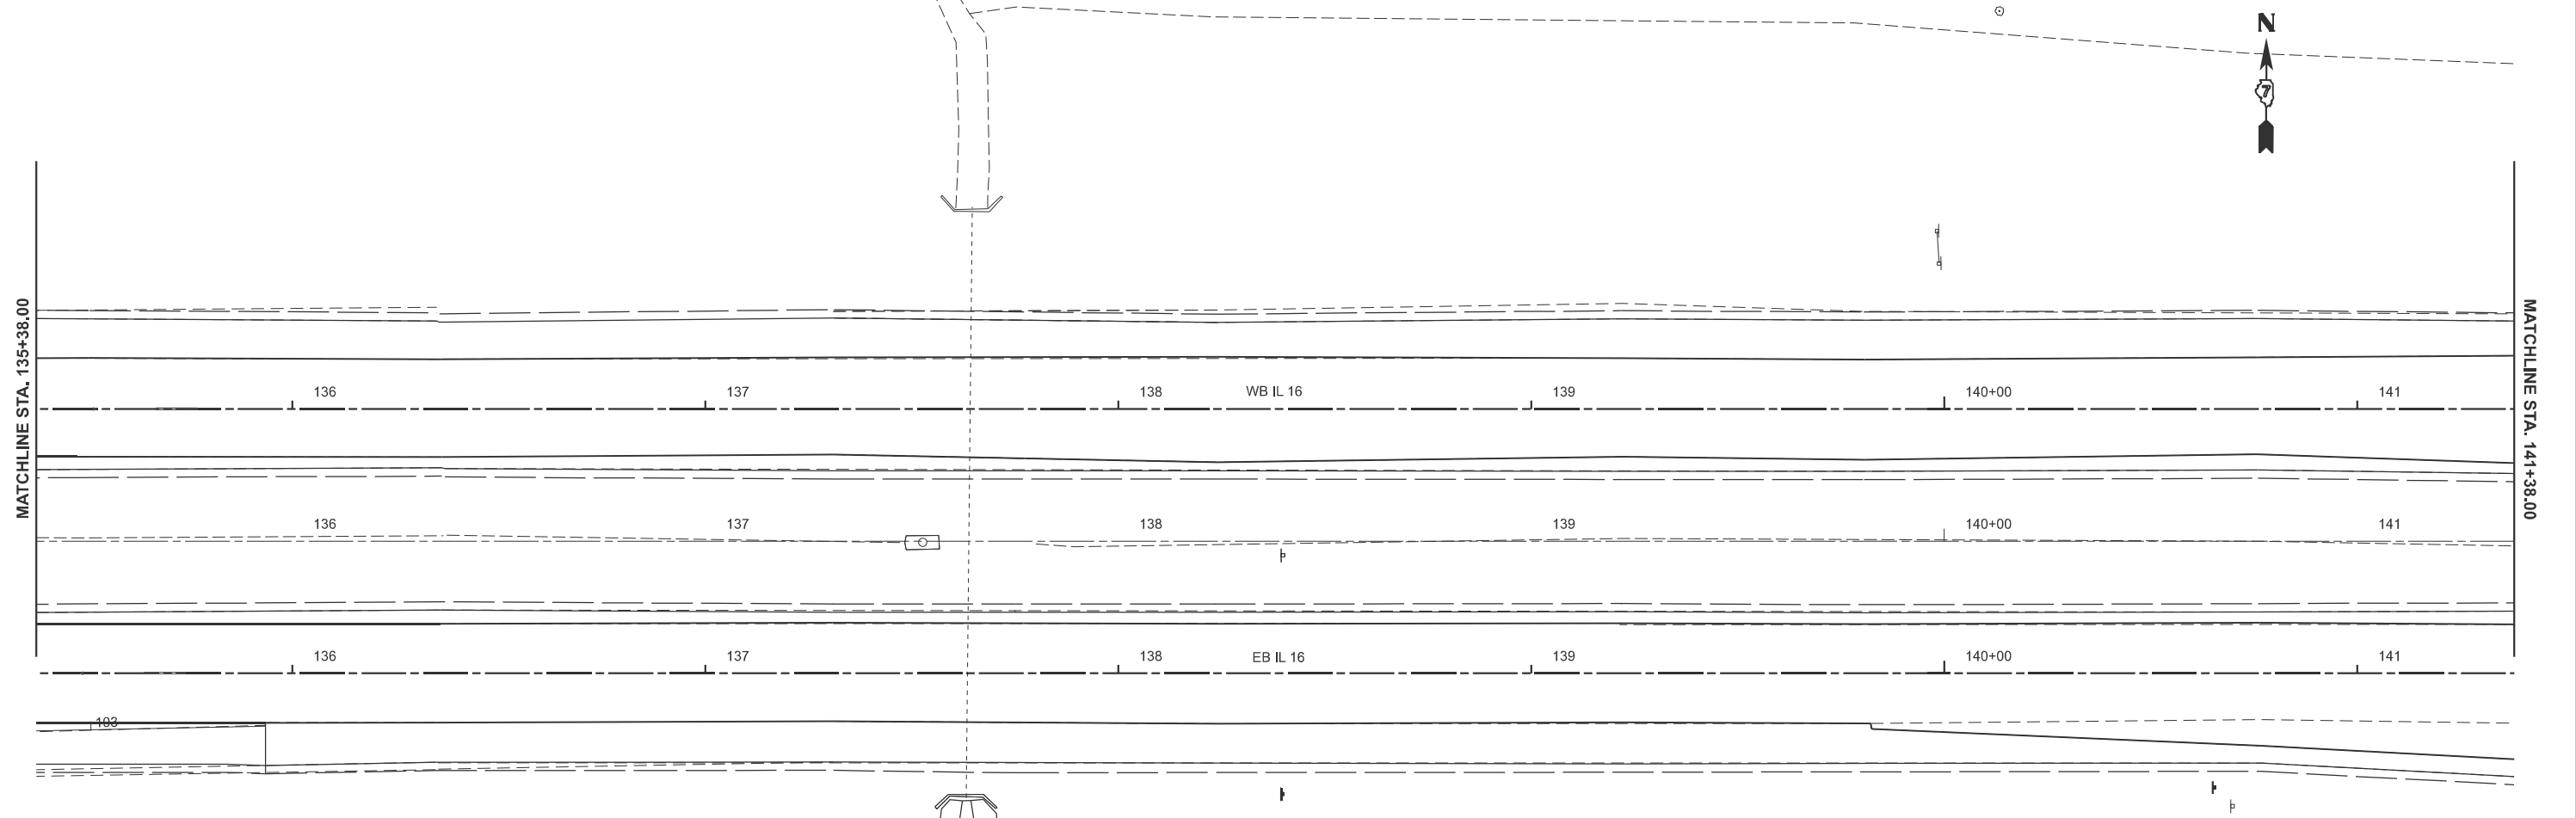 N
7
MATCHLINE STA. 135+38.00
MATCHLINE STA. 141+38.00
136 137 138 WB IL 16 139 140+00 141
136 137 138 139 140+00 141
136 137 138 EB IL 16 139 140+00 141
103